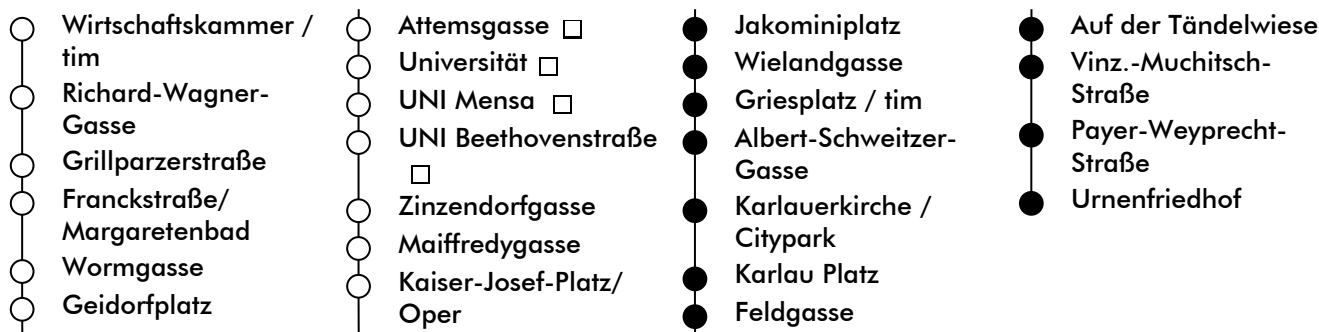 Wirtschaftskammer /
tim
Richard-Wagner-
Gasse
Grillparzerstraße
Franckstraße/
Margaretenbad
Wormgasse
Geidorfplatz
Attemsgasse
Universität
UNI Mensa
UNI Beethovenstraße
Zinzendorfgasse
Maiffredygasse
Kaiser-Josef-Platz/
Oper
Jakominiplatz
Wielandgasse
Griesplatz / tim
Albert-Schweitzer-
Gasse
Karlauerkirche /
Citypark
Karlau Platz
Feldgasse
Auf der Tändelwiese
Vinz.-Muchitsch-
Straße
Payer-Weyprecht-
Straße
Urnenfriedhof